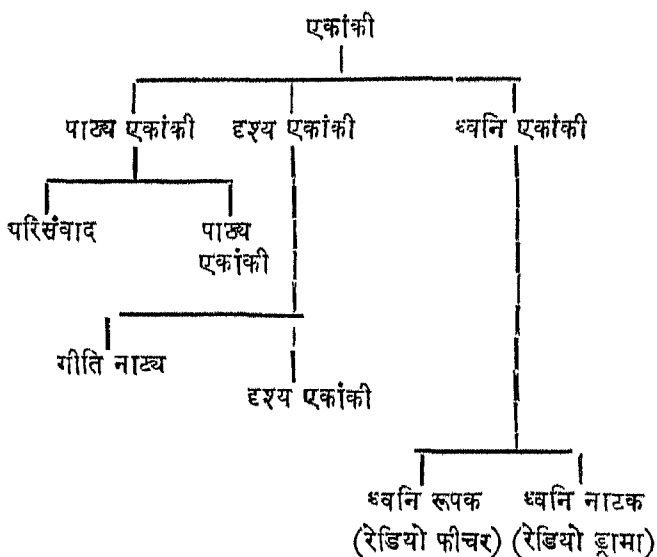 एकांकी
पाठ्य एकांकी दृश्य एकांकी ध्वनि एकांकी
परिसंवाद पाठ्य
एकांकी
गीति नाट्य
दृश्य एकांकी
ध्वनि रूपक ध्वनि नाटक
(रेडियो फीचर) (रेडियो ड्रामा)